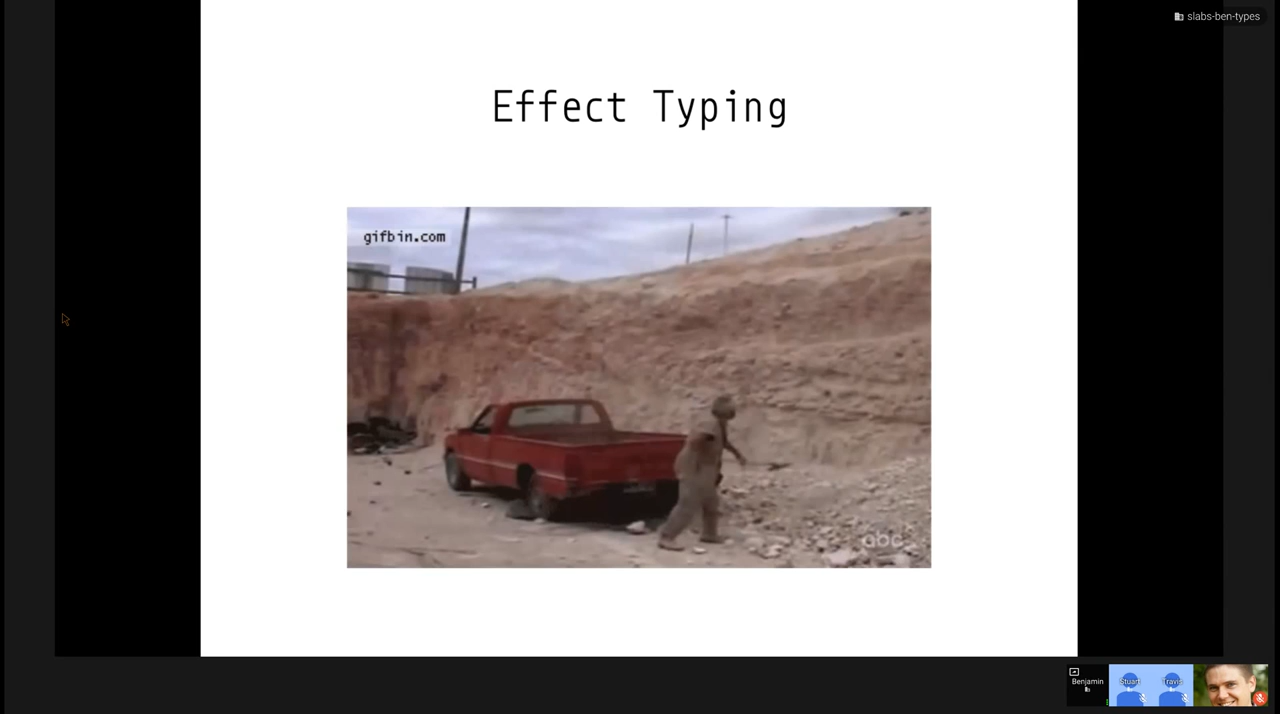 slabs-ben-types
Effect Typing
gifbin.com
abc
Benjamin
Stuart
Travis